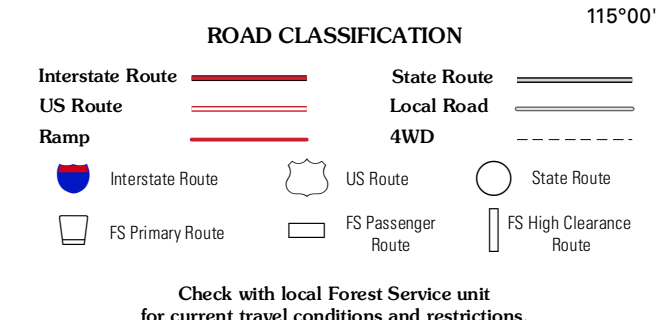 115°00'
ROAD CLASSIFICATION
Interstate Route
State Route
US Route
Local Road
Ramp
4WD
Interstate Route
US Route
State Route
FS Primary Route
FS Passenger
Route
FS High Clearance
Route
Check with local Forest Service unit
for current travel conditions and restrictions.